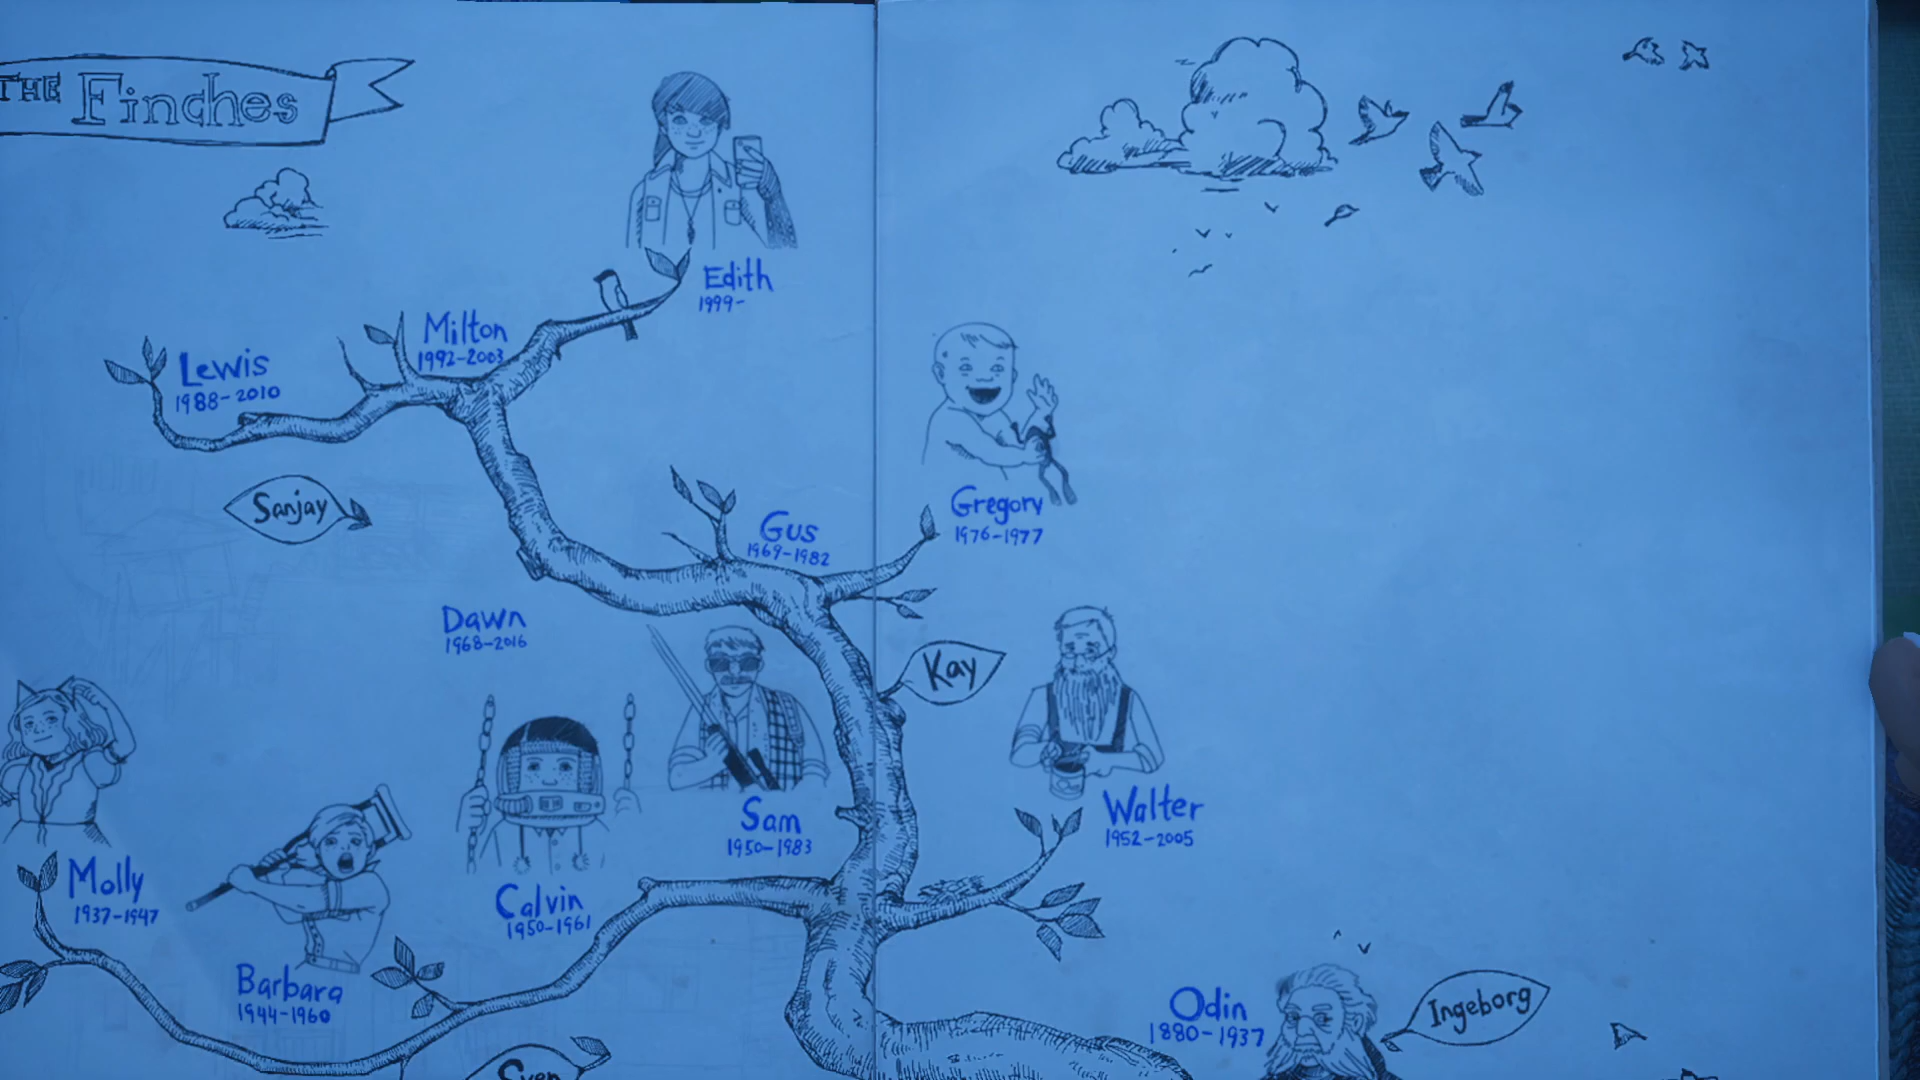 THE Finches
Edith
1999-
Milton
1992-2003
Lewis
1988-2010
Sanjay
Gregory
1976-1977
Gus
1969-1982
Dawn
1968-2016
Kay
Walter
1952-2005
Sam
1950-1983
Calvin
1950-1961
Molly
1937-1947
Barbara
1944-1960
Odin
1880-1937
Ingeborg
Sven